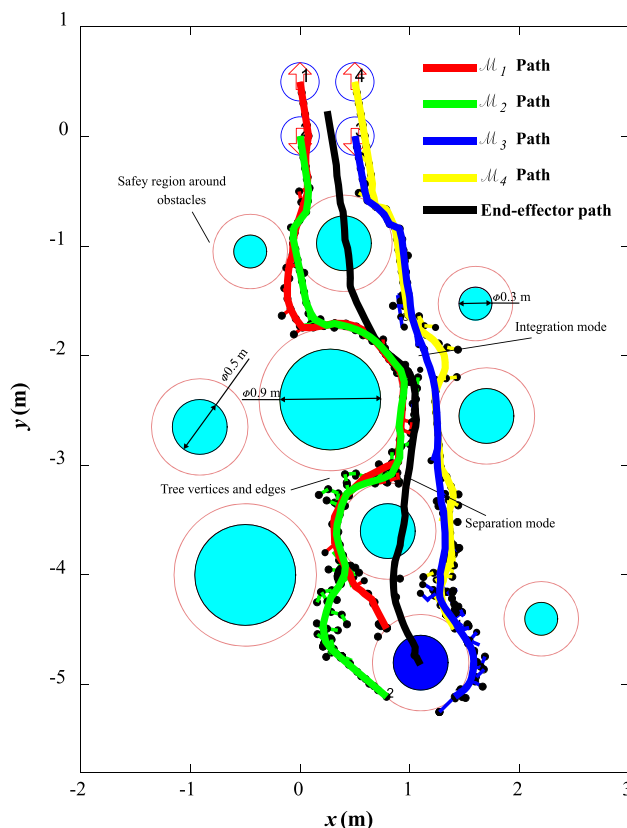 1
0
-1
-2
-3
-4
-5
-2
-1
0
1
2
3
y (m)
x (m)
1
4
ℳ1 Path
ℳ2 Path
ℳ3 Path
ℳ4 Path
End-effector path
Safey region around
obstacles
ϕ0.3 m
Integration mode
ϕ0.5 m
ϕ0.9 m
Tree vertices and edges
Separation mode
2